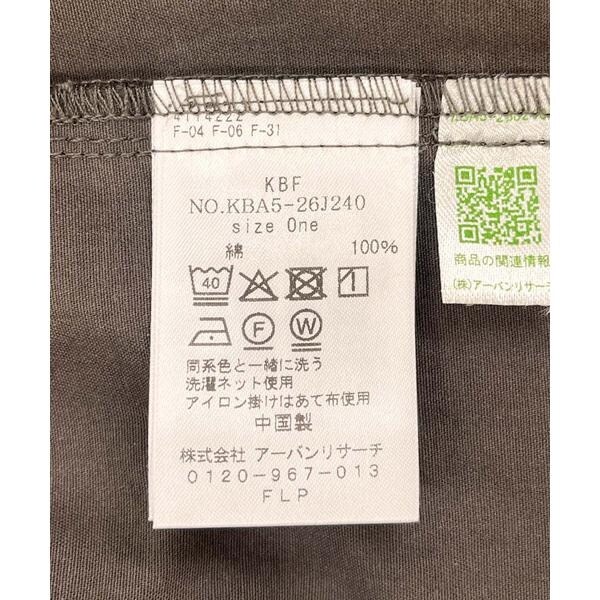 F-04 F-06 F-31
KBF
NO.KBA5-26J240
size One
綿 100%
40
F W
同系色と一緒に洗う
洗濯ネット使用
アイロン掛けはあて布使用
中国製
株式会社 アーバンリサーチ
0120-967-013
FLP
商品の関連情報
(株)アーバンリサーチ